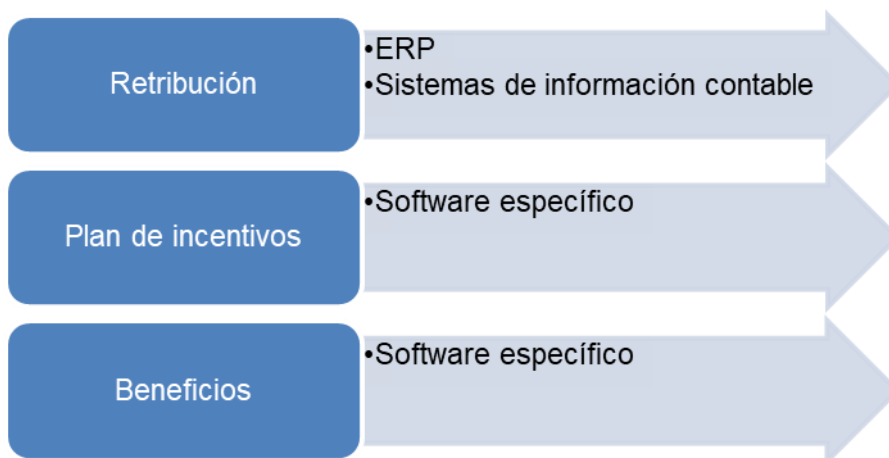 Retribución
•ERP
•Sistemas de información contable
Plan de incentivos
•Software específico
Beneficios
•Software específico